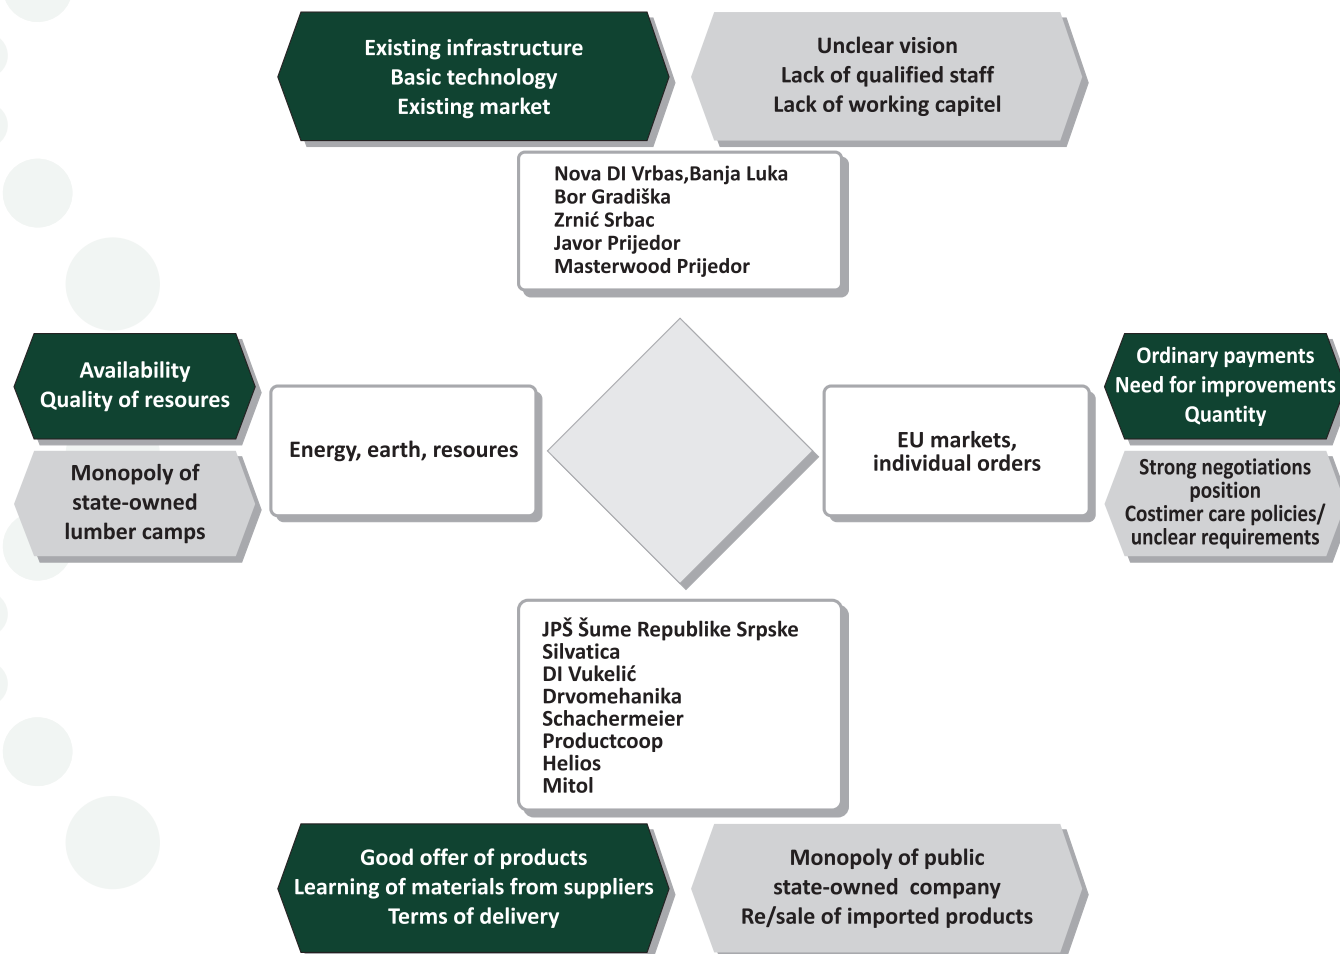 Existing infrastructure
Basic technology
Existing market
Unclear vision
Lack of qualified staff
Lack of working capitel
Nova DI Vrbas,Banja Luka
Bor Gradiška
Zrnić Srbac
Javor Prijedor
Masterwood Prijedor
Availability
Quality of resoures
Monopoly of
state-owned
lumber camps
Energy, earth, resoures
EU markets,
individual orders
Ordinary payments
Need for improvements
Quantity
Strong negotiations
position
Costimer care policies/
unclear requirements
JPŠ Šume Republike Srpske
Silvatica
DI Vukelić
Drvomehanika
Schachermeier
Productcoop
Helios
Mitol
Good offer of products
Learning of materials from suppliers
Terms of delivery
Monopoly of public
state-owned company
Re/sale of imported products